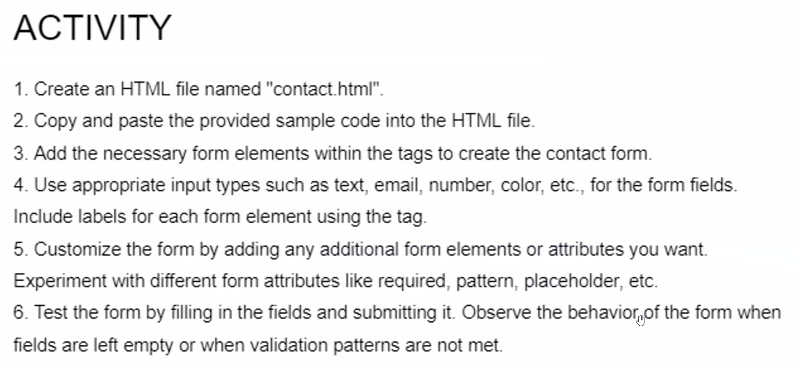 ACTIVITY
1. Create an HTML file named "contact.html".
2. Copy and paste the provided sample code into the HTML file.
3. Add the necessary form elements within the tags to create the contact form.
4. Use appropriate input types such as text, email, number, color, etc., for the form fields.
Include labels for each form element using the tag.
5. Customize the form by adding any additional form elements or attributes you want.
Experiment with different form attributes like required, pattern, placeholder, etc.
6. Test the form by filling in the fields and submitting it. Observe the behavior of the form when
fields are left empty or when validation patterns are not met.